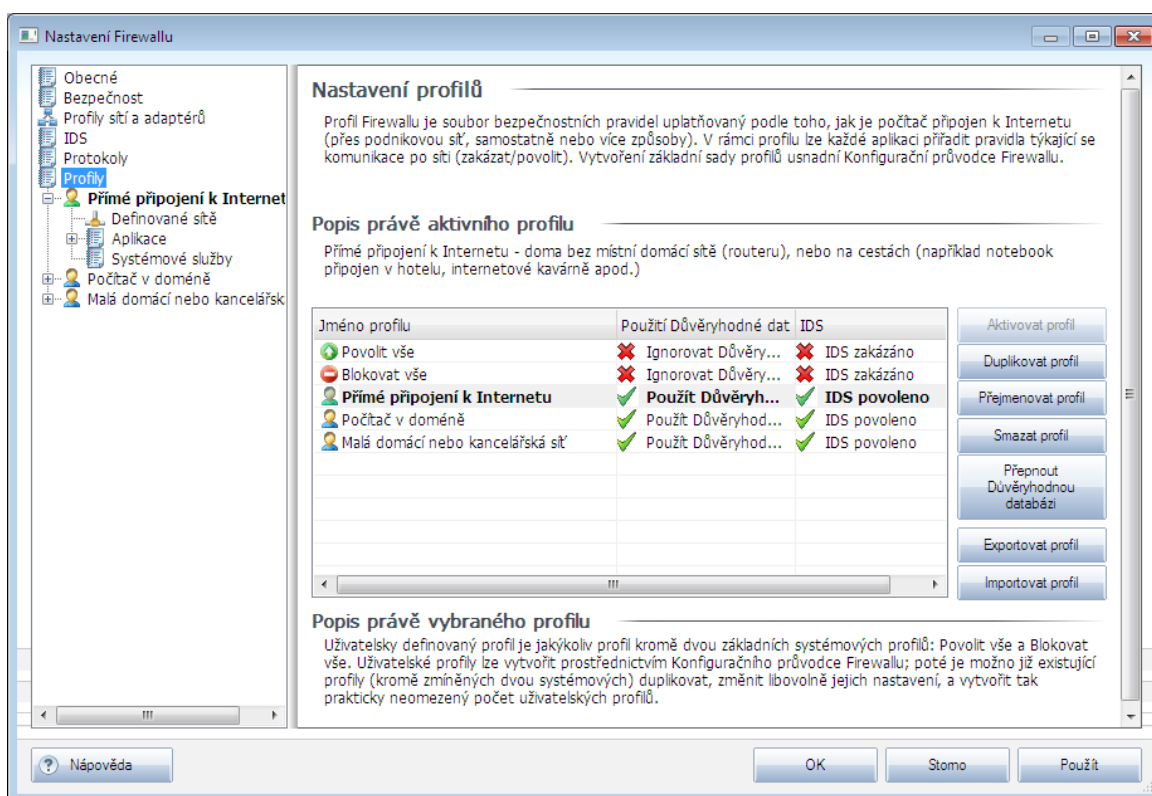 Nastavení Firewallu
Obecné
Bezpečnost
Profily sítí a adaptérů
IDS
Protokoly
Profily
Přímé připojení k Internet
Definované sítě
Aplikace
Systémové služby
Počítač v doméně
Malá domácí nebo kancelářsk
Nastavení profilů
Profil Firewallu je soubor bezpečnostních pravidel uplatňovaný podle toho, jak je počítač připojen k Internetu
(přes podnikovou síť, samostatně nebo více způsoby). V rámci profilu lze každé aplikaci přiřadit pravidla týkající se
komunikace po síti (zakázat/povolit). Vytvoření základní sady profilů usnadní Konfigurační průvodce Firewallu.
Popis právě aktivního profilu
Přímé připojení k Internetu - doma bez místní domácí sítě (routeru), nebo na cestách (například notebook
připojen v hotelu, internetové kavárně apod.)
Jméno profilu Použití Důvěryhodné dat IDS
Povolit vše Ignorovat Důvěry... IDS zakázáno
Blokovat vše Ignorovat Důvěry... IDS zakázáno
Přímé připojení k Internetu Použít Důvěryh... IDS povoleno
Počítač v doméně Použít Důvěryhod... IDS povoleno
Malá domácí nebo kancelářská síť Použít Důvěryhod... IDS povoleno
Aktivovat profil
Duplikovat profil
Přejmenovat profil
Smazat profil
Přepnout
Důvěryhodnou
databázi
Exportovat profil
Importovat profil
Popis právě vybraného profilu
Uživatelsky definovaný profil je jakýkoliv profil kromě dvou základních systémových profilů: Povolit vše a Blokovat
vše. Uživatelské profily lze vytvořit prostřednictvím Konfiguračního průvodce Firewallu; poté je možno již existující
profily (kromě zmíněných dvou systémových) duplikovat, změnit libovolně jejich nastavení, a vytvořit tak
prakticky neomezený počet uživatelských profilů.
Nápověda
OK
Storno
Použít